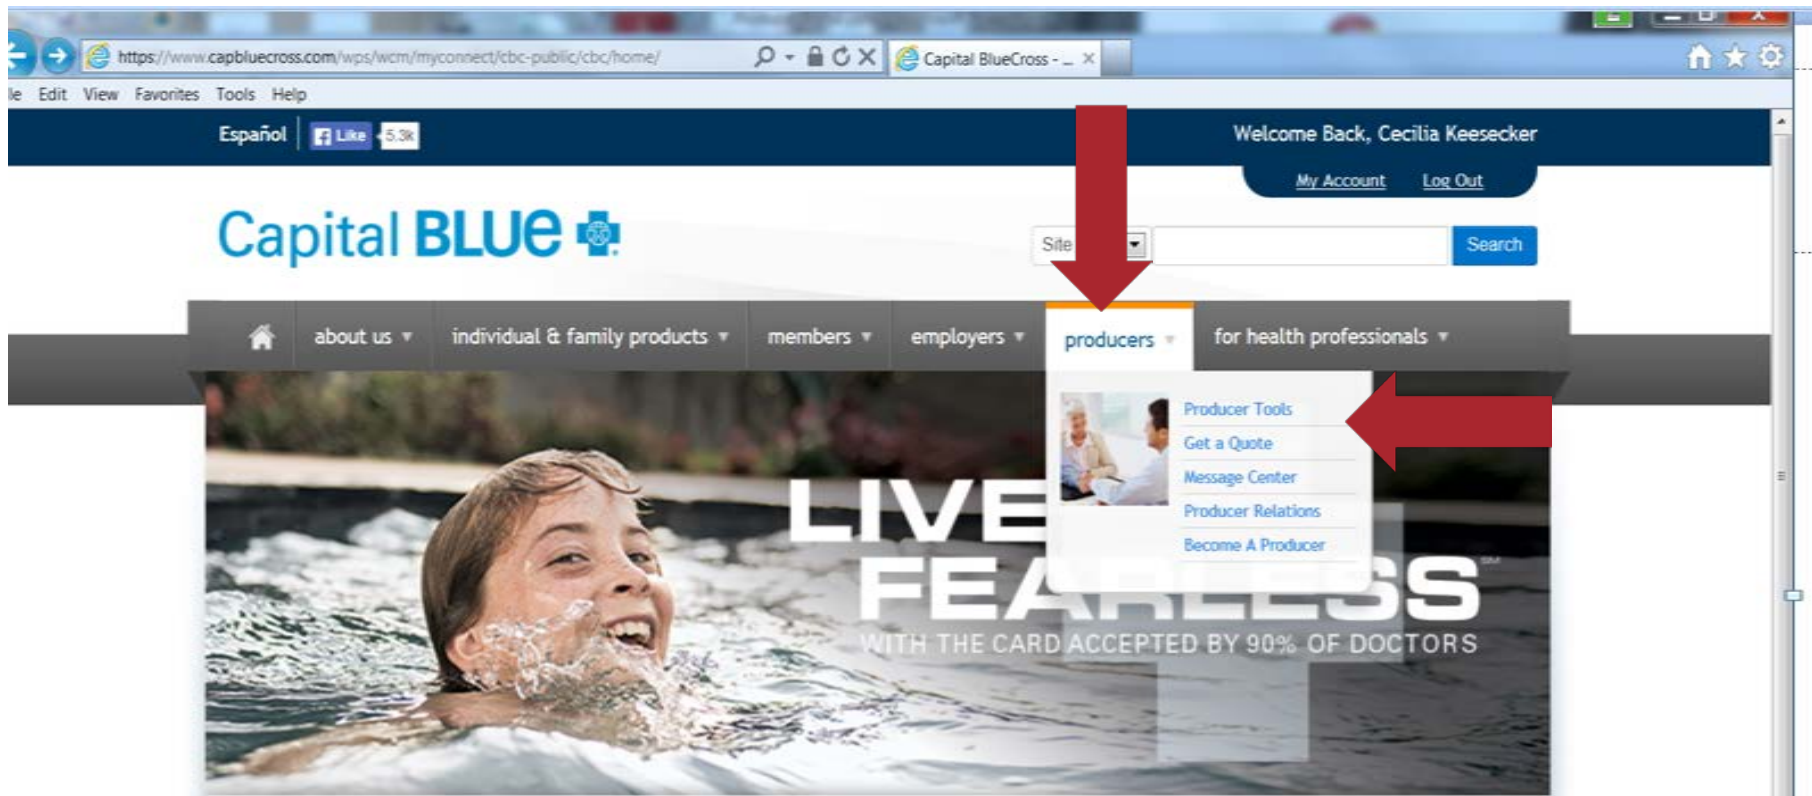 https://www.capbluecross.com/wps/wcm/myconnect/cbc-public/cbc/home/
Capital BlueCross - ...
le Edit View Favorites Tools Help
Español
Like 5.3k
Welcome Back, Cecilia Keesecker
My Account Log Out
Capital BLUE
Site
Search
about us
individual & family products
members
employers
producers
for health professionals
Producer Tools
Get a Quote
Message Center
Producer Relations
Become A Producer
LIVE
FEARLESS SM
WITH THE CARD ACCEPTED BY 90% OF DOCTORS